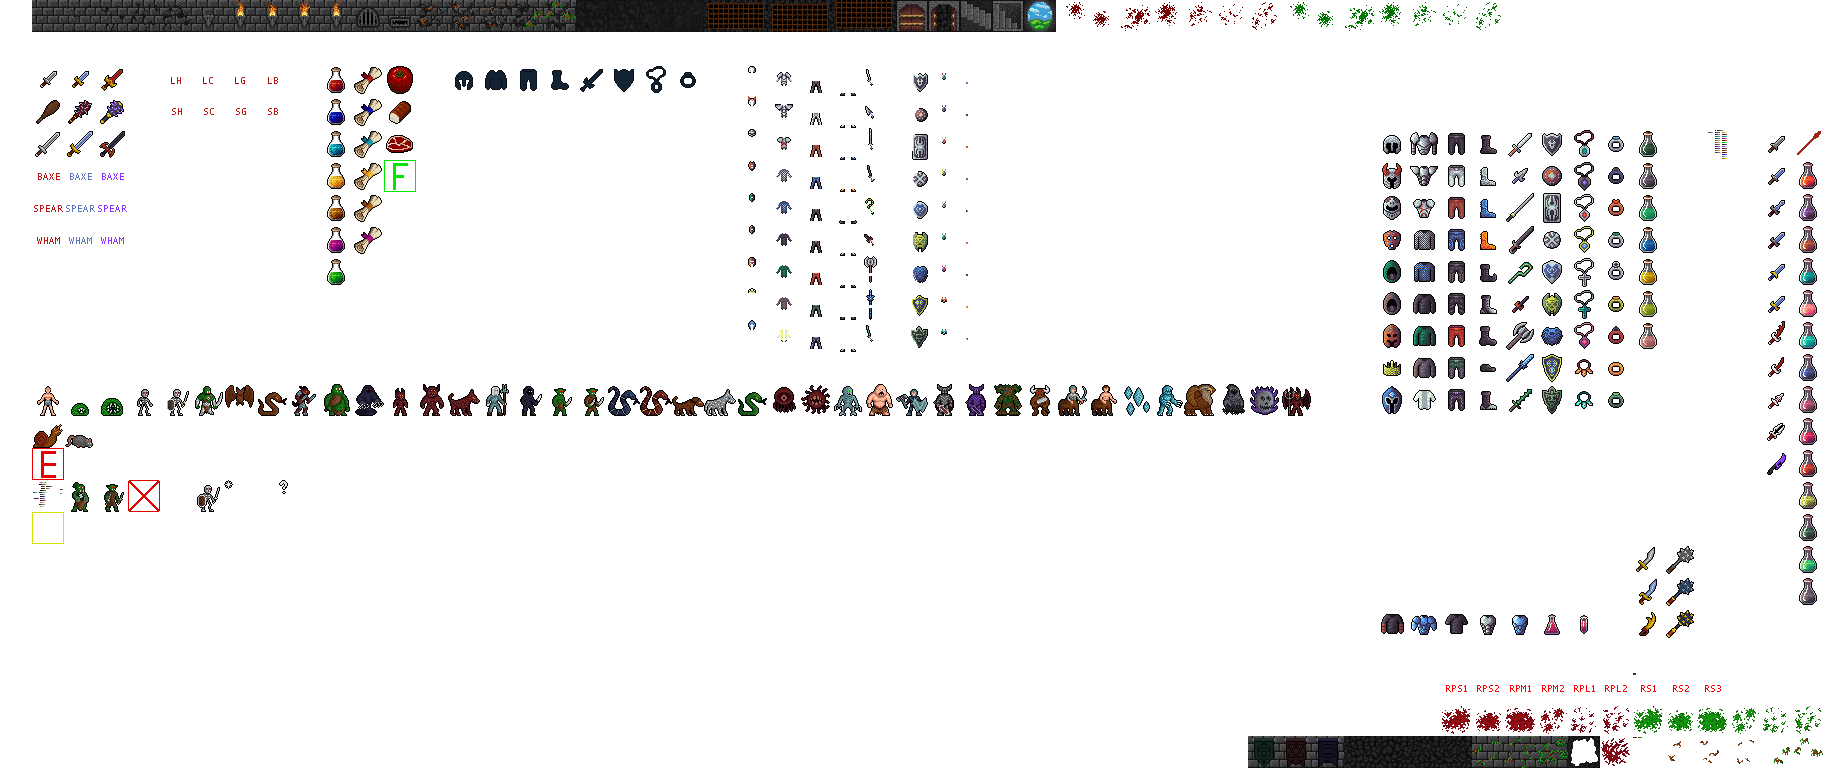 LH LC LG LB
SH SC SG SB
F
BAXE BAXE BAXE
SPEAR SPEAR SPEAR
WHAM WHAM WHAM
E
?
RPS1 RPS2 RPM1 RPM2 RPL1 RPL2 RS1 RS2 RS3